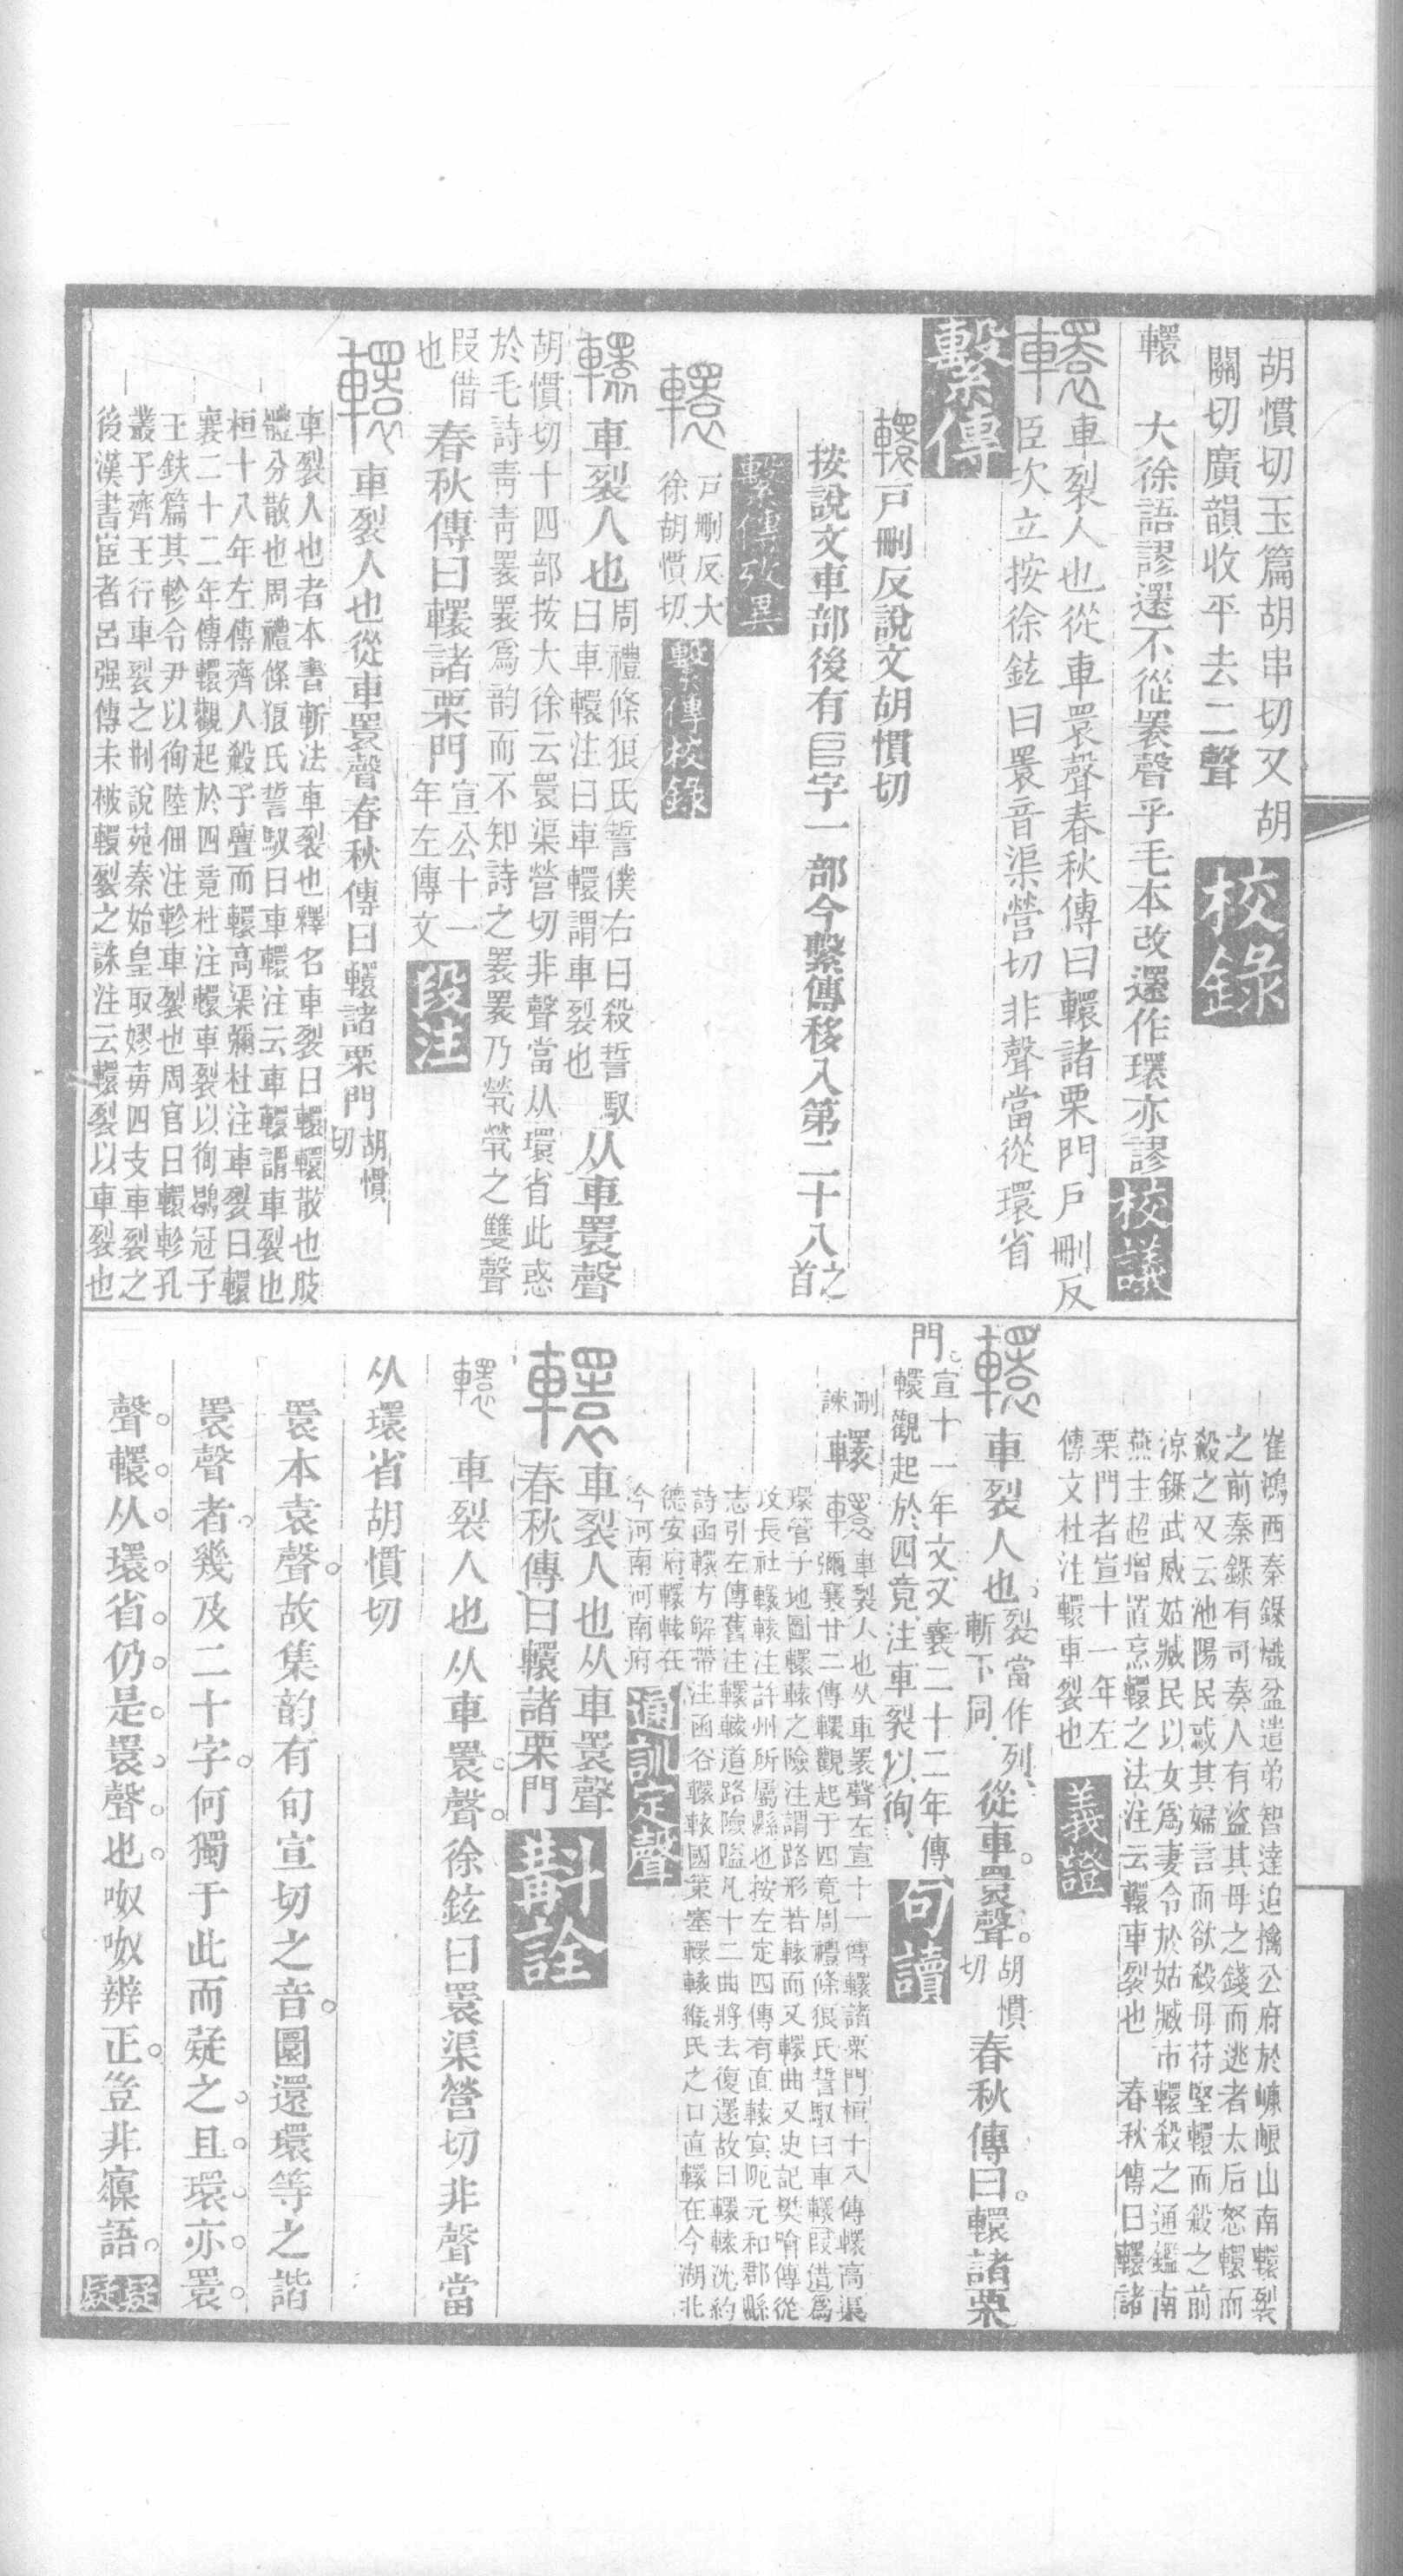 胡慣切玉篇胡串切又胡
關切廣韻收平去二聲
校錄
轘 大徐語謬還不從睘聲乎毛本改還作環亦謬
校議
轘車裂人也從車睘聲春秋傳曰轘諸栗門戶刪反
臣次立按徐鉉曰睘音渠營切非聲當從環省
繫傳
轘戸刪反說文胡慣切
按說文車部後有𠂤字一部今繫傳移入第二十八之首
繫傳攷異
轘戸刪反大
徐胡慣切
繫傳校錄
轘車裂人也周禮條狼氏誓僕右曰殺誓馭
曰車轘注曰車轘謂車裂也从車睘聲
胡慣切十四部按大徐云睘渠營切非聲當从環省此惑
於毛詩靑靑睘睘爲韵而不知詩之睘睘乃煢煢之雙聲
叚借
也春秋傳曰轘諸栗門宣公十一
年左傳文
段注
轘車裂人也從車睘聲春秋傳曰轘諸栗門胡慣
切
車裂人也者本書斬法車裂也釋名車裂曰轘轘散也肢
體分散也周禮條狼氏誓馭曰車轘注云車轘謂車裂也
桓十八年左傳齊人殺子亹而轘高渠彌杜注車裂曰轘
襄二十二年傳轘觀起於四竟杜注轘車裂以徇鶡冠子
王鈇篇其軫令尹以徇陸佃注軫車裂也周官曰轘軫孔
叢子齊王行車裂之刑說苑秦始皇取嫪毐四支車裂之
後漢書宦者呂强傳未被轘裂之誅注云轘裂以車裂也
崔鴻西秦錄熾盆遣弟智達追擒公府於嵻㟍山南轘裂
之前秦錄有司奏人有盜其母之錢而逃者太后怒轘而
殺之又云池陽民或其婦言而欲殺母苻堅轘而殺之前
涼錄武威姑臧民以女爲妻令於姑臧市轘殺之通鑑南
燕主超增置烹轘之法注云轘車裂也 春秋傳曰轘諸
栗門者宣十一年左
傳文杜注轘車裂也
義證
轘車裂人也裂當作列
斬下同從車睘聲胡慣
切春秋傳曰轘諸栗
門宣十一年文又襄二十二年傳
轘觀起於四竟注車裂以徇
句讀
刪
諫轘
轘車裂人也从車睘聲左宣十一傳轘諸栗門桓十八傳轘高渠
彌襄廿二傳轘觀起于四竟周禮條狼氏誓馭曰車轘叚借爲
環管子地圖轘轅之險注謂路形若轅而又轘曲又史記樊噲傳從
攻長社轘轅注許州所屬縣也按左定四傳有直轅冥阨元和郡縣
志引左傳舊注轘轅道路險隘凡十二曲將去復還故曰轘轅沈約
詩函轘方解帶注函谷轘轅國策塞轘轅緱氏之口直轘在今湖北
德安府轘轅在
今河南河南府
通訓定聲
轘車裂人也从車睘聲
春秋傳曰轘諸栗門
斠詮
轘 車裂人也从車睘聲徐鉉曰睘渠營切非聲當
从環省胡慣切
睘本袁聲故集韵有旬宣切之音圜還環等之諧
睘聲者幾及二十字何獨于此而疑之且環亦睘
聲轘从環省仍是睘聲也呶呶辨正豈非寱語
疑疑